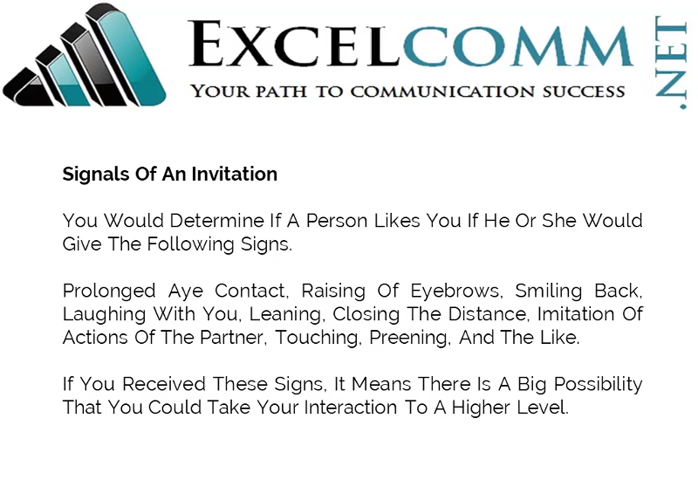 EXCELCOMM
.NET
YOUR PATH TO COMMUNICATION SUCCESS
Signals Of An Invitation
You Would Determine If A Person Likes You If He Or She Would
Give The Following Signs.
Prolonged Aye Contact, Raising Of Eyebrows, Smiling Back,
Laughing With You, Leaning, Closing The Distance, Imitation Of
Actions Of The Partner, Touching, Preening, And The Like.
If You Received These Signs, It Means There Is A Big Possibility
That You Could Take Your Interaction To A Higher Level.